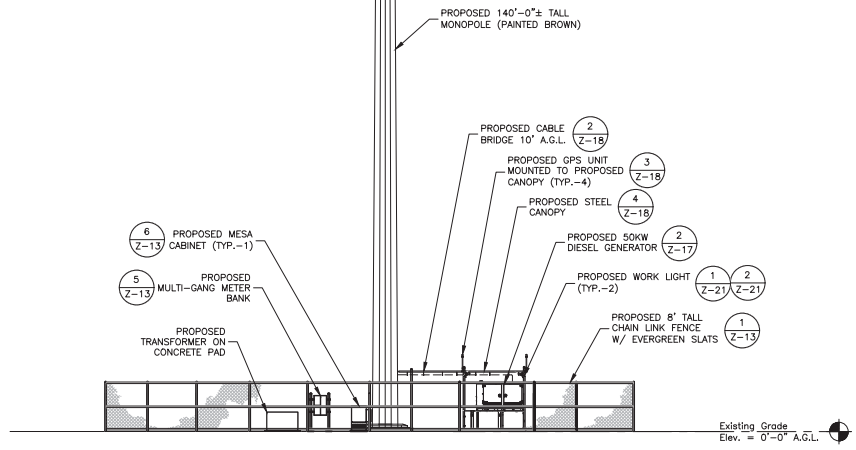 PROPOSED 140'-0"± TALL
MONOPOLE (PAINTED BROWN)
PROPOSED CABLE
BRIDGE 10' A.G.L.
2
Z-18
PROPOSED GPS UNIT
MOUNTED TO PROPOSED
CANOPY (TYP.-4)
3
Z-18
PROPOSED STEEL
CANOPY
4
Z-18
6
Z-13
PROPOSED MESA
CABINET (TYP.-1)
PROPOSED 50KW
DIESEL GENERATOR
2
Z-17
5
Z-13
PROPOSED
MULTI-GANG METER
BANK
PROPOSED WORK LIGHT
(TYP.-2)
1
Z-21
2
Z-21
PROPOSED
TRANSFORMER ON
CONCRETE PAD
PROPOSED 8' TALL
CHAIN LINK FENCE
W/ EVERGREEN SLATS
1
Z-13
Existing Grade
Elev. = 0'-0" A.G.L.